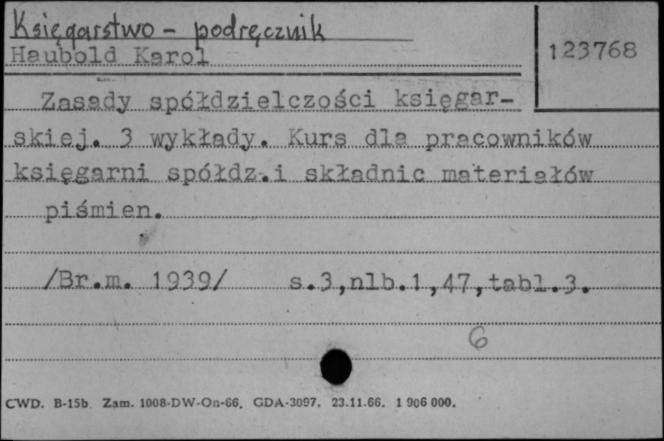 Księgarstwo - podręcznik
Haubold Karol
123768
Zasady spółdzielczości księgar-
skiej. 3 wykłady. Kurs dla pracowników
księgarni spółdz.i składnic materiałów
piśmien.
/Br.m. 1939/ s.3,nlb.1,47,tabl.3.
6
CWD. B-15b. Zam. 1008-DW-On-66. GDA-3097. 23.11.66. 1 906 000.